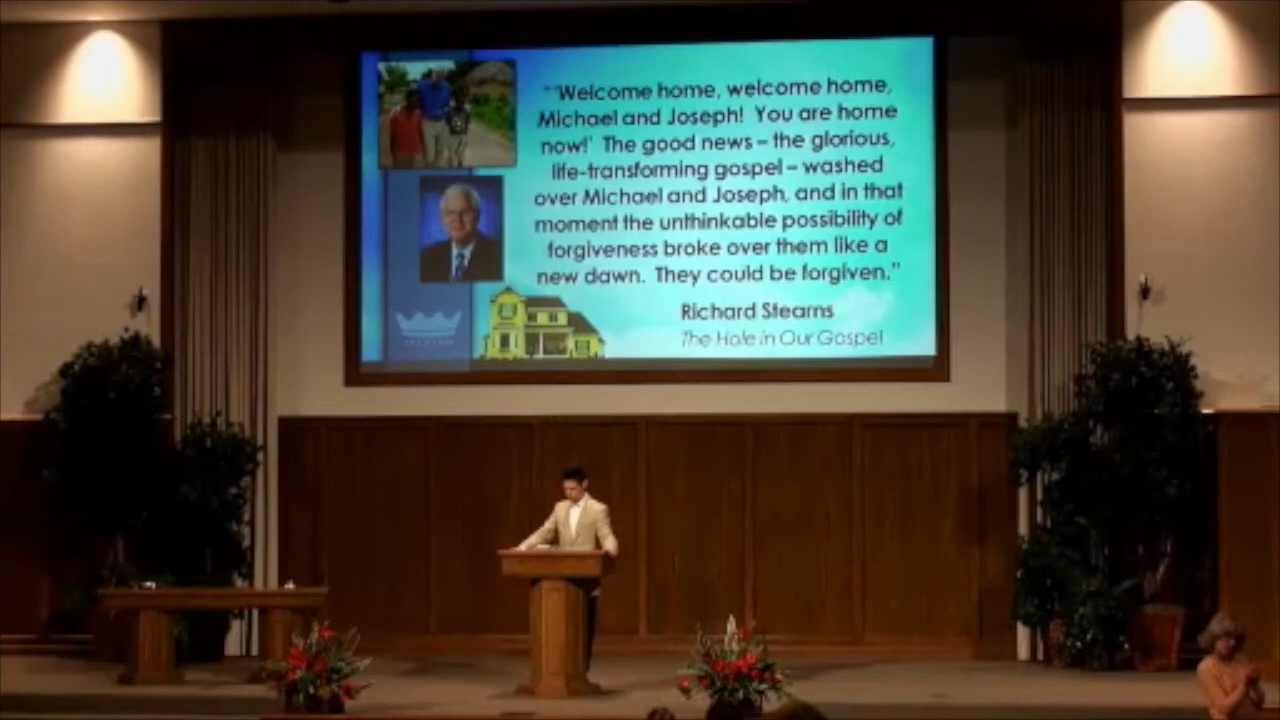 "'Welcome home, welcome home,
Michael and Joseph! You are home
now!' The good news – the glorious,
life-transforming gospel – washed
over Michael and Joseph, and in that
moment the unthinkable possibility of
forgiveness broke over them like a
new dawn. They could be forgiven."
Richard Stearns
The Hole in Our Gospel